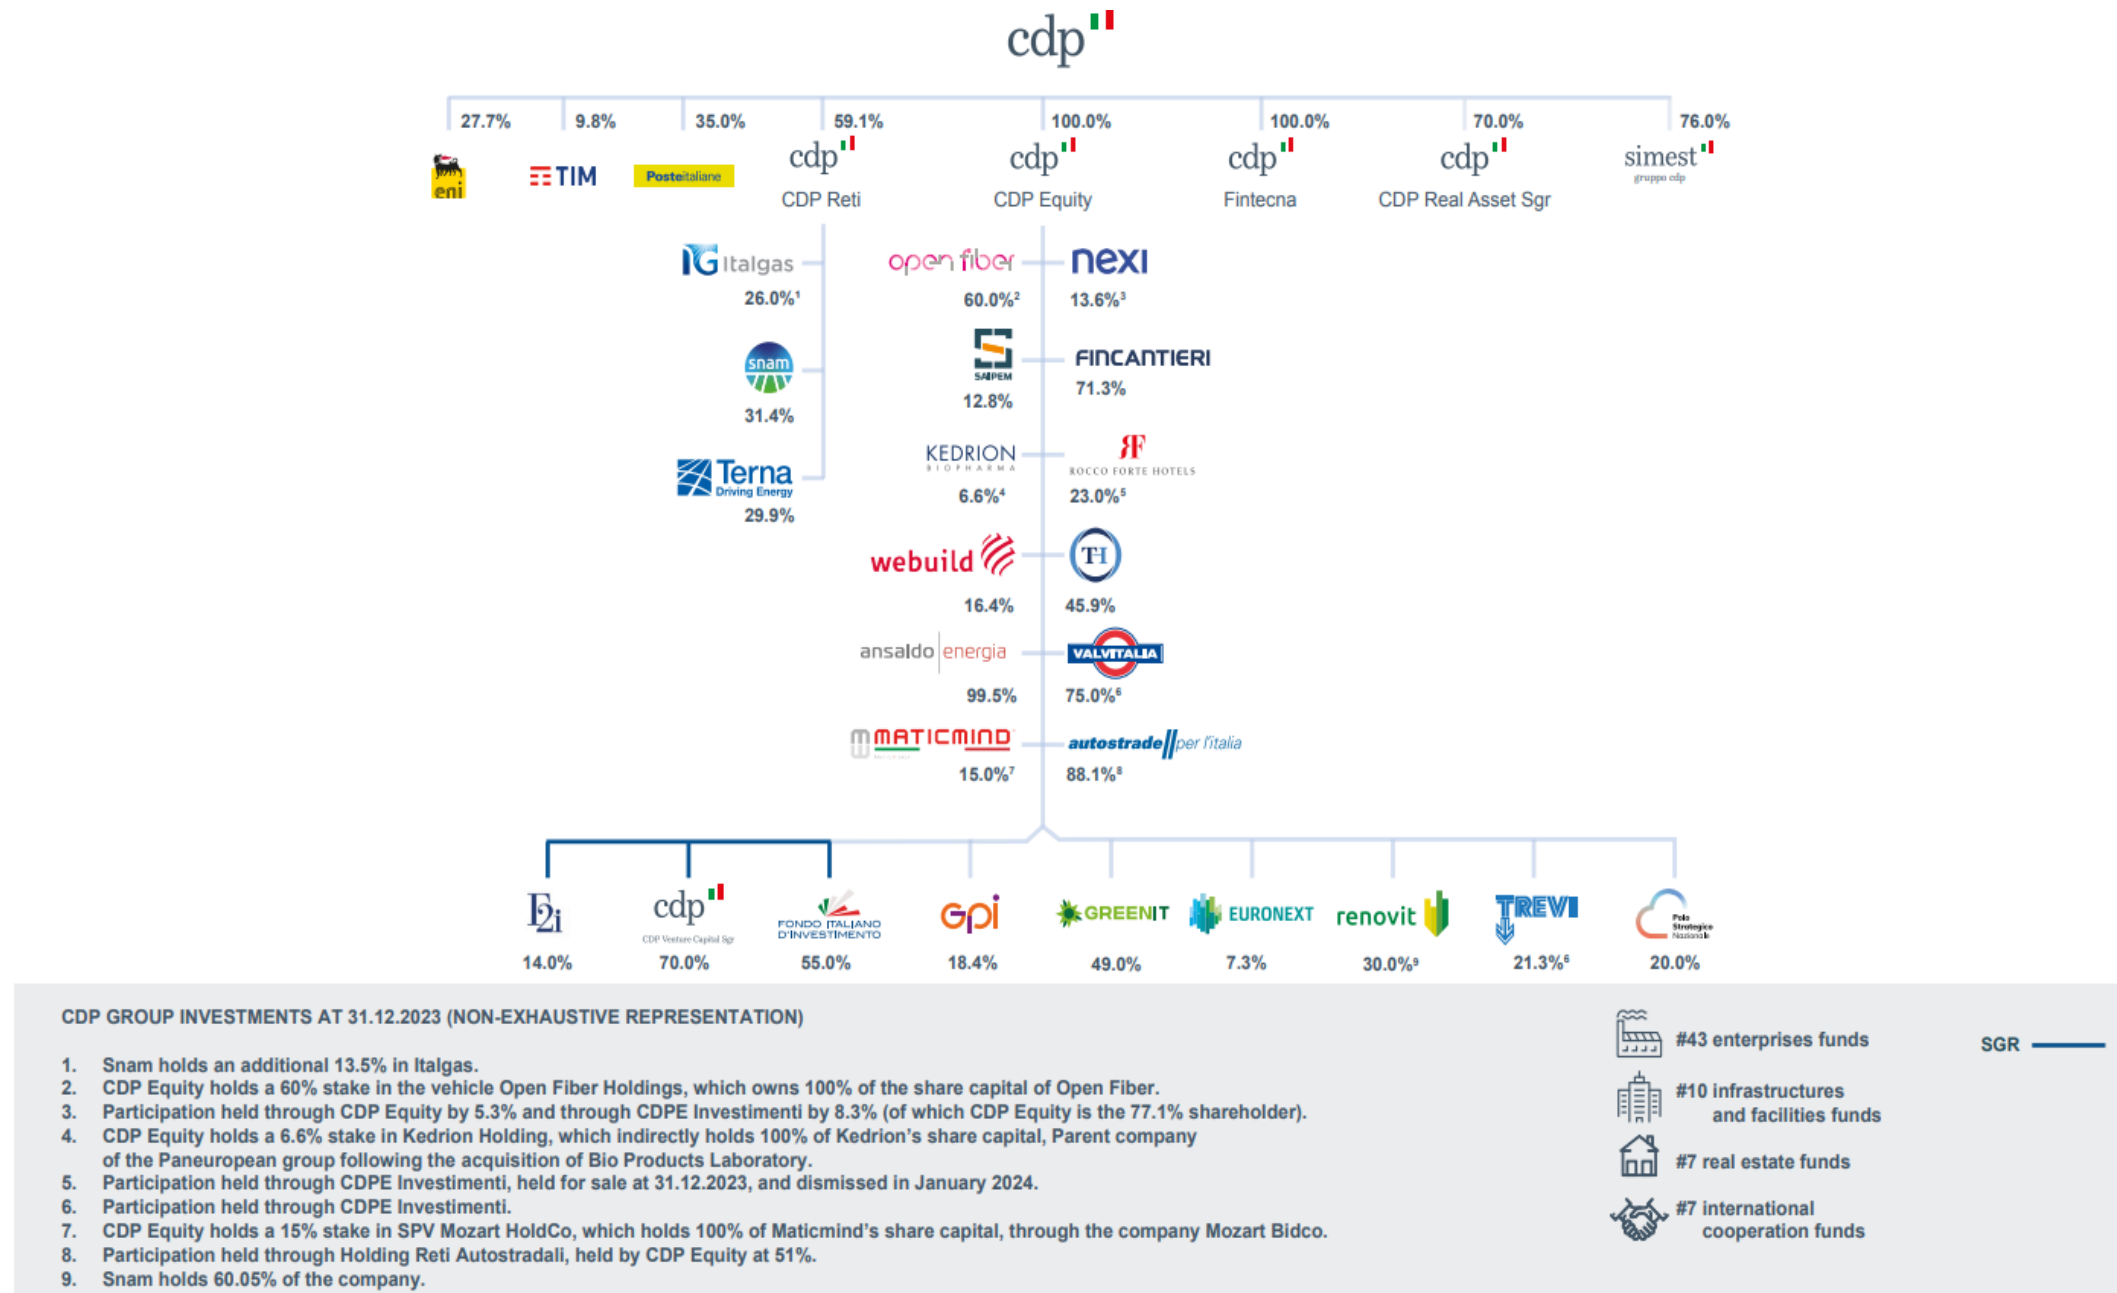 cdp
27.7%
9.8%
35.0%
59.1%
100.0%
100.0%
70.0%
76.0%
eni
TIM
Posteitaliane
cdp
CDP Reti
cdp
CDP Equity
cdp
Fintecna
cdp
CDP Real Asset Sgr
simest
gruppo cdp
Italgas
26.0%¹
snam
31.4%
Terna
Driving Energy
29.9%
open fiber
60.0%²
nexi
13.6%³
SAIPEM
12.8%
FINCANTIERI
71.3%
KEDRION
BIOPHARMA
6.6%⁴
RF
ROCCO FORTE HOTELS
23.0%⁵
webuild
16.4%
TH
45.9%
ansaldo energia
99.5%
VALVITALIA
75.0%⁶
MATICMIND
15.0%⁷
autostrade per l'italia
88.1%⁸
F2i
14.0%
cdp
CDP Venture Capital Sgr
70.0%
FONDO ITALIANO
D'INVESTIMENTO
55.0%
Gpi
18.4%
GREENIT
49.0%
EURONEXT
7.3%
renovit
30.0%⁹
TREVI
21.3%⁶
Polo
Strategico
Nazionale
20.0%
CDP GROUP INVESTMENTS AT 31.12.2023 (NON-EXHAUSTIVE REPRESENTATION)
1. Snam holds an additional 13.5% in Italgas.
2. CDP Equity holds a 60% stake in the vehicle Open Fiber Holdings, which owns 100% of the share capital of Open Fiber.
3. Participation held through CDP Equity by 5.3% and through CDPE Investimenti by 8.3% (of which CDP Equity is the 77.1% shareholder).
4. CDP Equity holds a 6.6% stake in Kedrion Holding, which indirectly holds 100% of Kedrion's share capital, Parent company
of the Paneuropean group following the acquisition of Bio Products Laboratory.
5. Participation held through CDPE Investimenti, held for sale at 31.12.2023, and dismissed in January 2024.
6. Participation held through CDPE Investimenti.
7. CDP Equity holds a 15% stake in SPV Mozart HoldCo, which holds 100% of Maticmind's share capital, through the company Mozart Bidco.
8. Participation held through Holding Reti Autostradali, held by CDP Equity at 51%.
9. Snam holds 60.05% of the company.
#43 enterprises funds
#10 infrastructures
and facilities funds
#7 real estate funds
#7 international
cooperation funds
SGR